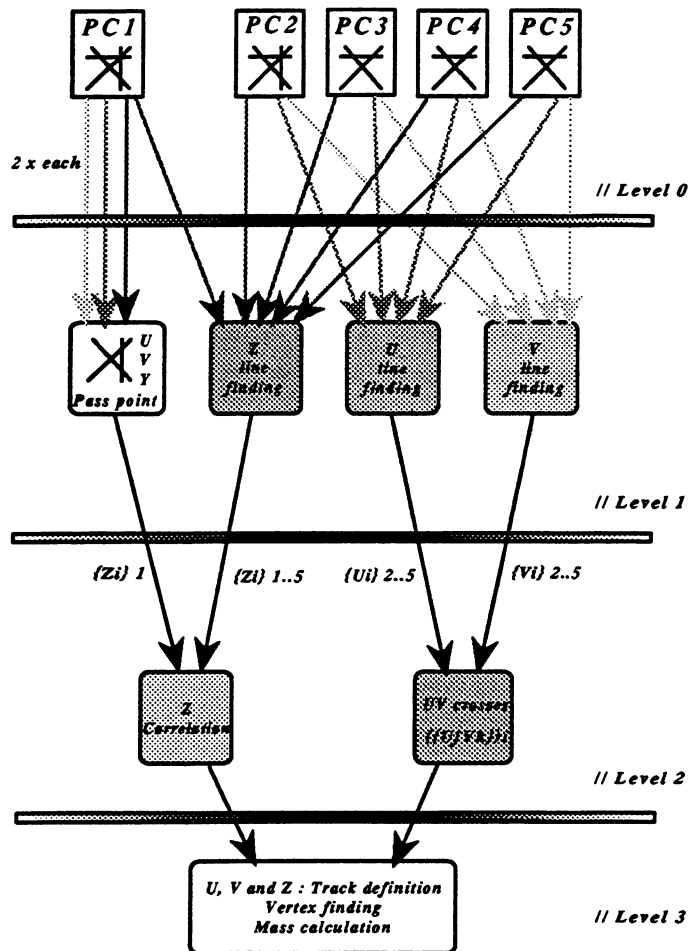 PC1 PC2 PC3 PC4 PC5
2 x each
// Level 0
U
V
Y
Pass point
Z
line
finding
U
line
finding
V
line
finding
// Level 1
{Zi} 1
{Zi} 1..5
{Ui} 2..5
{Vi} 2..5
Z
Correlation
UV crosses
// Level 2
U, V and Z : Track definition
Vertex finding
Mass calculation
// Level 3